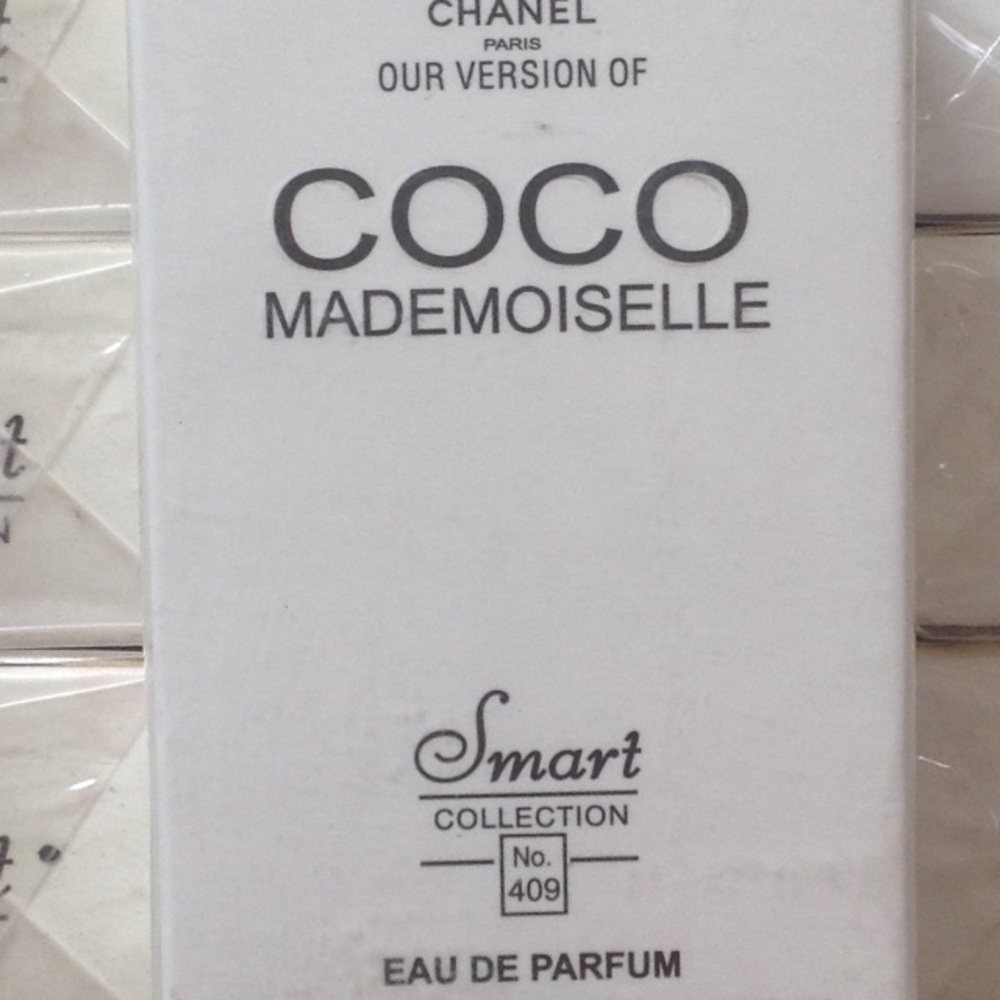 CHANEL
PARIS
OUR VERSION OF
COCO
MADEMOISELLE
Smart
COLLECTION
No.
409
EAU DE PARFUM